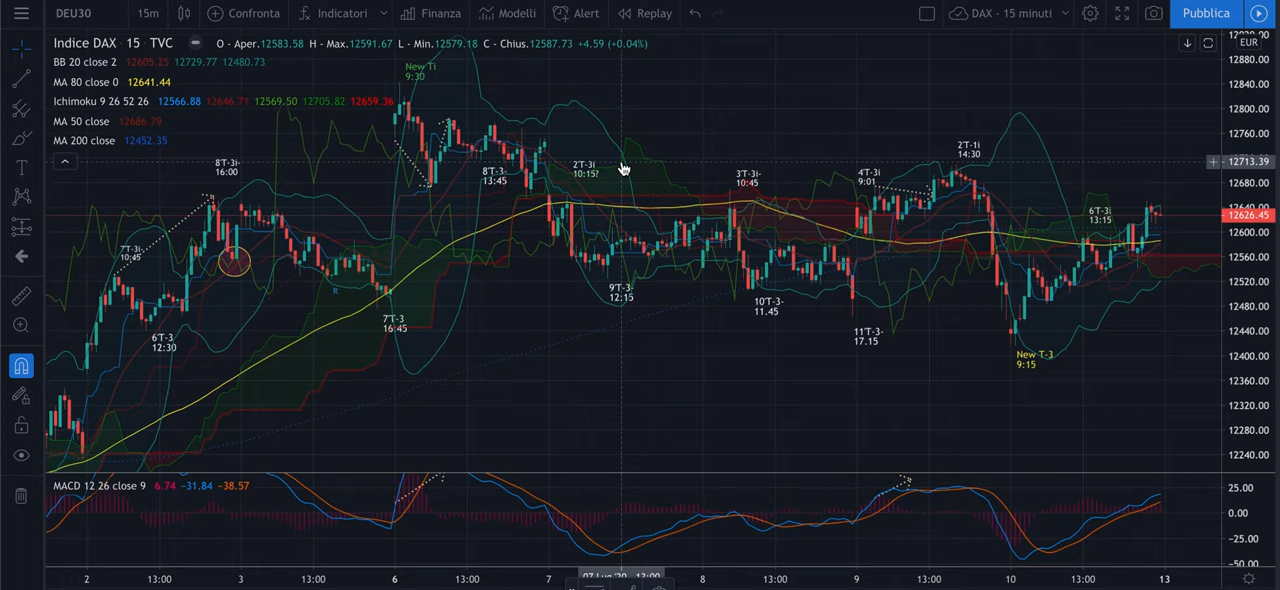 DEU30 15m Confronta Indicatori Finanza Modelli Alert Replay DAX - 15 minuti Pubblica
Indice DAX · 15 · TVC O - Aper.12583.58 H - Max.12591.67 L - Min.12579.18 C - Chius.12587.73 +4.59 (+0.04%)
BB 20 close 2 12605.25 12729.77 12480.73
MA 80 close 0 12641.44
Ichimoku 9 26 52 26 12566.88 12646.71 12569.50 12705.82 12659.36
MA 50 close 12686.79
MA 200 close 12452.35
EUR
12880.00
12840.00
12800.00
12760.00
12713.39
12680.00
12640.00
12626.45
12600.00
12560.00
12520.00
12480.00
12440.00
12400.00
12360.00
12320.00
12280.00
12240.00
New Ti
9:30
8'T-3i-
16:00
7'T-3i-
10:45
6'T-3
12:30
R
7'T-3
16:45
8'T-3i-
13:45
2'T-3i
10:15?
9'T-3-
12:15
3'T-3i-
10:45
10'T-3-
11.45
4'T-3i
9:01
11'T-3-
17.15
2'T-1i
14:30
New T-3
9:15
6'T-3i
13:15
MACD 12 26 close 9 6.74 −31.84 −38.57
25.00
0.00
-25.00
-50.00
2 13:00 3 13:00 6 13:00 7 07 Lug '20 13:00 8 13:00 9 13:00 10 13:00 13